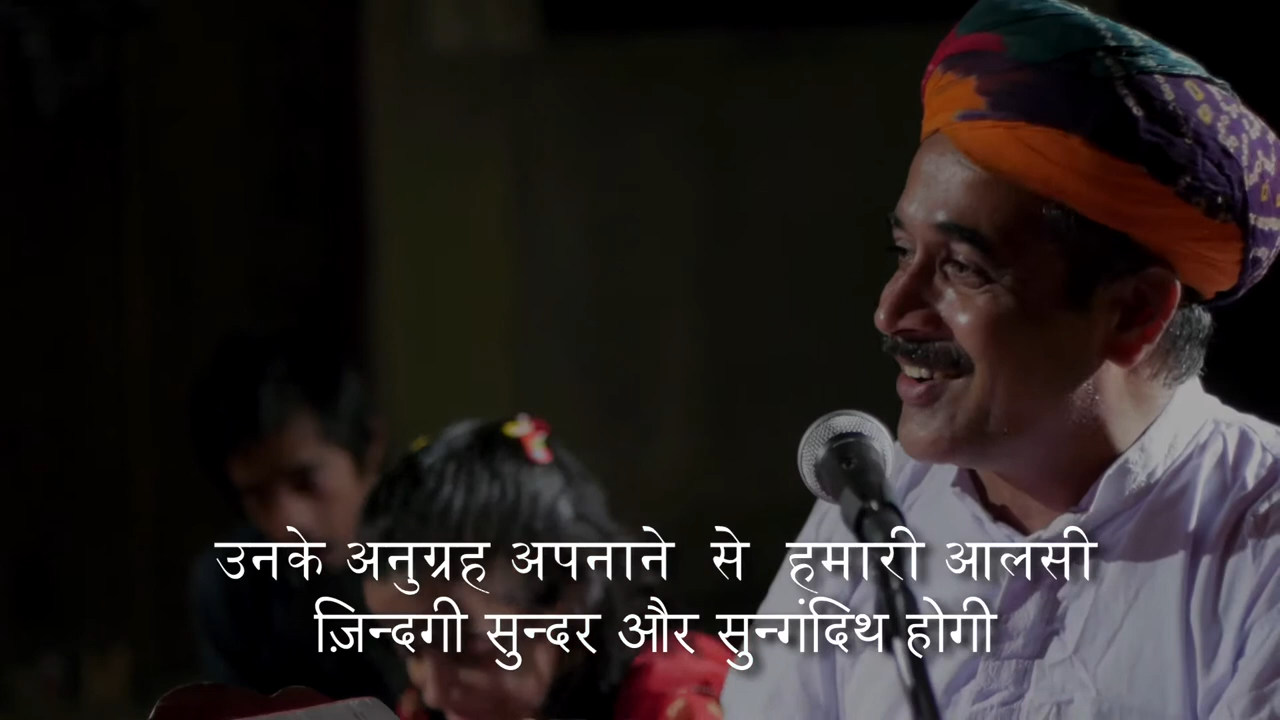 उनके अनुग्रह अपनाने से हमारी आलसी
ज़िन्दगी सुन्दर और सुन्गंदिथ होगी